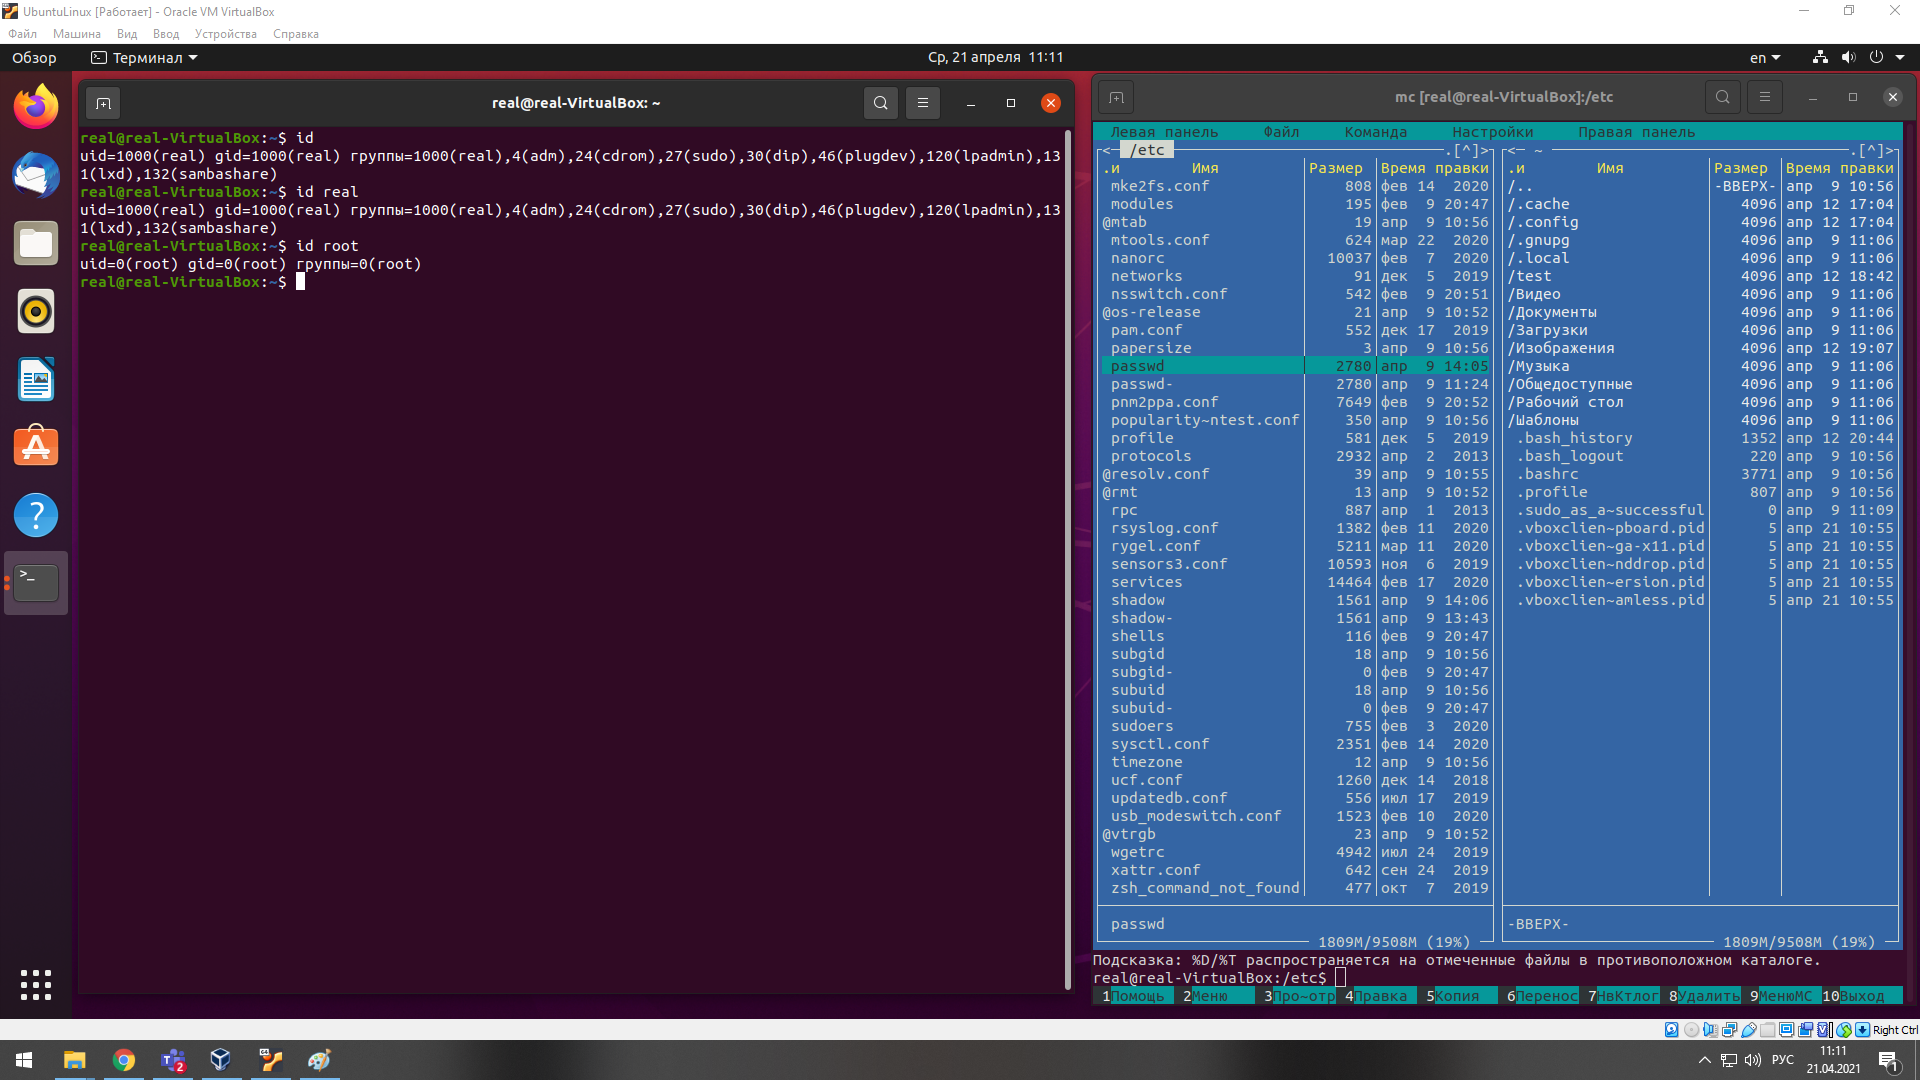 UbuntuLinux [Работает] - Oracle VM VirtualBox
Файл Машина Вид Ввод Устройства Справка
Обзор Терминал Ср, 21 апреля 11:11 en
real@real-VirtualBox: ~
real@real-VirtualBox:~$ id
uid=1000(real) gid=1000(real) группы=1000(real),4(adm),24(cdrom),27(sudo),30(dip),46(plugdev),120(lpadmin),13
1(lxd),132(sambashare)
real@real-VirtualBox:~$ id real
uid=1000(real) gid=1000(real) группы=1000(real),4(adm),24(cdrom),27(sudo),30(dip),46(plugdev),120(lpadmin),13
1(lxd),132(sambashare)
real@real-VirtualBox:~$ id root
uid=0(root) gid=0(root) группы=0(root)
real@real-VirtualBox:~$
mc [real@real-VirtualBox]:/etc
Левая панель Файл Команда Настройки Правая панель
<- /etc .[^]>
.и Имя Размер Время правки
mke2fs.conf 808 фев 14 2020
modules 195 фев 9 20:47
@mtab 19 апр 9 10:56
mtools.conf 624 мар 22 2020
nanorc 10037 фев 7 2020
networks 91 дек 5 2019
nsswitch.conf 542 фев 9 20:51
@os-release 21 апр 9 10:52
pam.conf 552 дек 17 2019
papersize 3 апр 9 10:56
passwd 2780 апр 9 14:05
passwd- 2780 апр 9 11:24
pnm2ppa.conf 7649 фев 9 20:52
popularity~ntest.conf 350 апр 9 10:56
profile 581 дек 5 2019
protocols 2932 апр 2 2013
@resolv.conf 39 апр 9 10:55
@rmt 13 апр 9 10:52
rpc 887 апр 1 2013
rsyslog.conf 1382 фев 11 2020
rygel.conf 5211 мар 11 2020
sensors3.conf 10593 ноя 6 2019
services 14464 фев 17 2020
shadow 1561 апр 9 14:06
shadow- 1561 апр 9 13:43
shells 116 фев 9 20:47
subgid 18 апр 9 10:56
subgid- 0 фев 9 20:47
subuid 18 апр 9 10:56
subuid- 0 фев 9 20:47
sudoers 755 фев 3 2020
sysctl.conf 2351 фев 14 2020
timezone 12 апр 9 10:56
ucf.conf 1260 дек 14 2018
updatedb.conf 556 июл 17 2019
usb_modeswitch.conf 1523 фев 10 2020
@vtrgb 23 апр 9 10:52
wgetrc 4942 июл 24 2019
xattr.conf 642 сен 24 2019
zsh_command_not_found 477 окт 7 2019
passwd
1809M/9508M (19%)
<- ~ .[^]>
.и Имя Размер Время правки
/.. -ВВЕРХ- апр 9 10:56
/.cache 4096 апр 12 17:04
/.config 4096 апр 12 17:04
/.gnupg 4096 апр 9 11:06
/.local 4096 апр 9 11:06
/test 4096 апр 12 18:42
/Видео 4096 апр 9 11:06
/Документы 4096 апр 9 11:06
/Загрузки 4096 апр 9 11:06
/Изображения 4096 апр 12 19:07
/Музыка 4096 апр 9 11:06
/Общедоступные 4096 апр 9 11:06
/Рабочий стол 4096 апр 9 11:06
/Шаблоны 4096 апр 9 11:06
.bash_history 1352 апр 12 20:44
.bash_logout 220 апр 9 10:56
.bashrc 3771 апр 9 10:56
.profile 807 апр 9 10:56
.sudo_as_a~successful 0 апр 9 11:09
.vboxclien~pboard.pid 5 апр 21 10:55
.vboxclien~ga-x11.pid 5 апр 21 10:55
.vboxclien~nddrop.pid 5 апр 21 10:55
.vboxclien~ersion.pid 5 апр 21 10:55
.vboxclien~amless.pid 5 апр 21 10:55
-ВВЕРХ-
1809M/9508M (19%)
Подсказка: %D/%T распространяется на отмеченные файлы в противоположном каталоге.
real@real-VirtualBox:/etc$
1Помощь 2Меню 3Про~отр 4Правка 5Копия 6Перенос 7НвКтлог 8Удалить 9МенюМС 10Выход
Right Ctrl
РУС 11:11
21.04.2021